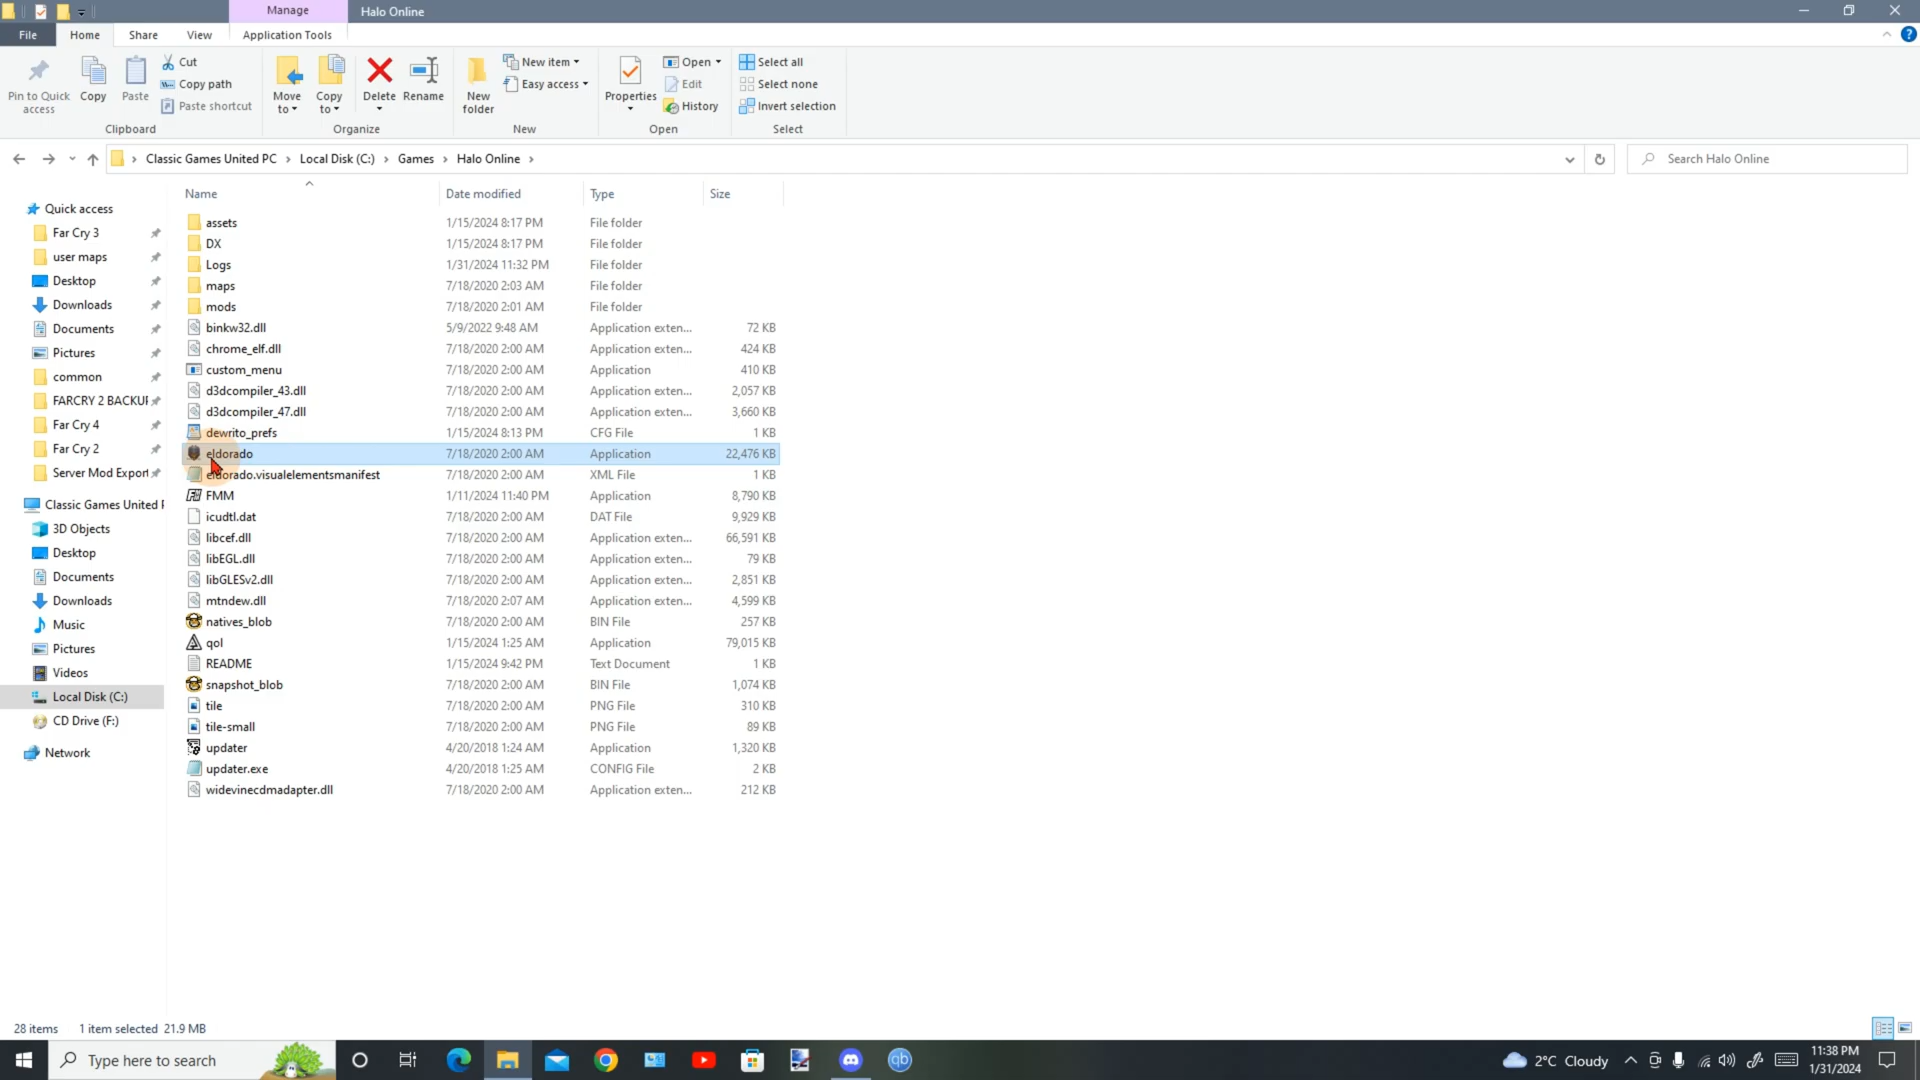 Manage
Halo Online
File
Home
Share
View
Application Tools
Pin to Quick access
Copy
Paste
Cut
Copy path
Paste shortcut
Clipboard
Move to
Copy to
Delete
Rename
Organize
New folder
New item
Easy access
New
Properties
Open
Edit
History
Open
Select all
Select none
Invert selection
Select
Classic Games United PC > Local Disk (C:) > Games > Halo Online >
Search Halo Online
Quick access
Far Cry 3
user maps
Desktop
Downloads
Documents
Pictures
common
FARCRY 2 BACKUF
Far Cry 4
Far Cry 2
Server Mod Export
Classic Games United P
3D Objects
Desktop
Documents
Downloads
Music
Pictures
Videos
Local Disk (C:)
CD Drive (F:)
Network
Name Date modified Type Size
assets 1/15/2024 8:17 PM File folder
DX 1/15/2024 8:17 PM File folder
Logs 1/31/2024 11:32 PM File folder
maps 7/18/2020 2:03 AM File folder
mods 7/18/2020 2:01 AM File folder
binkw32.dll 5/9/2022 9:48 AM Application exten... 72 KB
chrome_elf.dll 7/18/2020 2:00 AM Application exten... 424 KB
custom_menu 7/18/2020 2:00 AM Application 410 KB
d3dcompiler_43.dll 7/18/2020 2:00 AM Application exten... 2,057 KB
d3dcompiler_47.dll 7/18/2020 2:00 AM Application exten... 3,660 KB
dewrito_prefs 1/15/2024 8:13 PM CFG File 1 KB
eldorado 7/18/2020 2:00 AM Application 22,476 KB
eldorado.visualelementsmanifest 7/18/2020 2:00 AM XML File 1 KB
FMM 1/11/2024 11:40 PM Application 8,790 KB
icudtl.dat 7/18/2020 2:00 AM DAT File 9,929 KB
libcef.dll 7/18/2020 2:00 AM Application exten... 66,591 KB
libEGL.dll 7/18/2020 2:00 AM Application exten... 79 KB
libGLESv2.dll 7/18/2020 2:00 AM Application exten... 2,851 KB
mtndew.dll 7/18/2020 2:07 AM Application exten... 4,599 KB
natives_blob 7/18/2020 2:00 AM BIN File 257 KB
qol 1/15/2024 1:25 AM Application 79,015 KB
README 1/15/2024 9:42 PM Text Document 1 KB
snapshot_blob 7/18/2020 2:00 AM BIN File 1,074 KB
tile 7/18/2020 2:00 AM PNG File 310 KB
tile-small 7/18/2020 2:00 AM PNG File 89 KB
updater 4/20/2018 1:24 AM Application 1,320 KB
updater.exe 4/20/2018 1:25 AM CONFIG File 2 KB
widevinecdmadapter.dll 7/18/2020 2:00 AM Application exten... 212 KB
28 items 1 item selected 21.9 MB
Type here to search
qb
2°C Cloudy
11:38 PM
1/31/2024